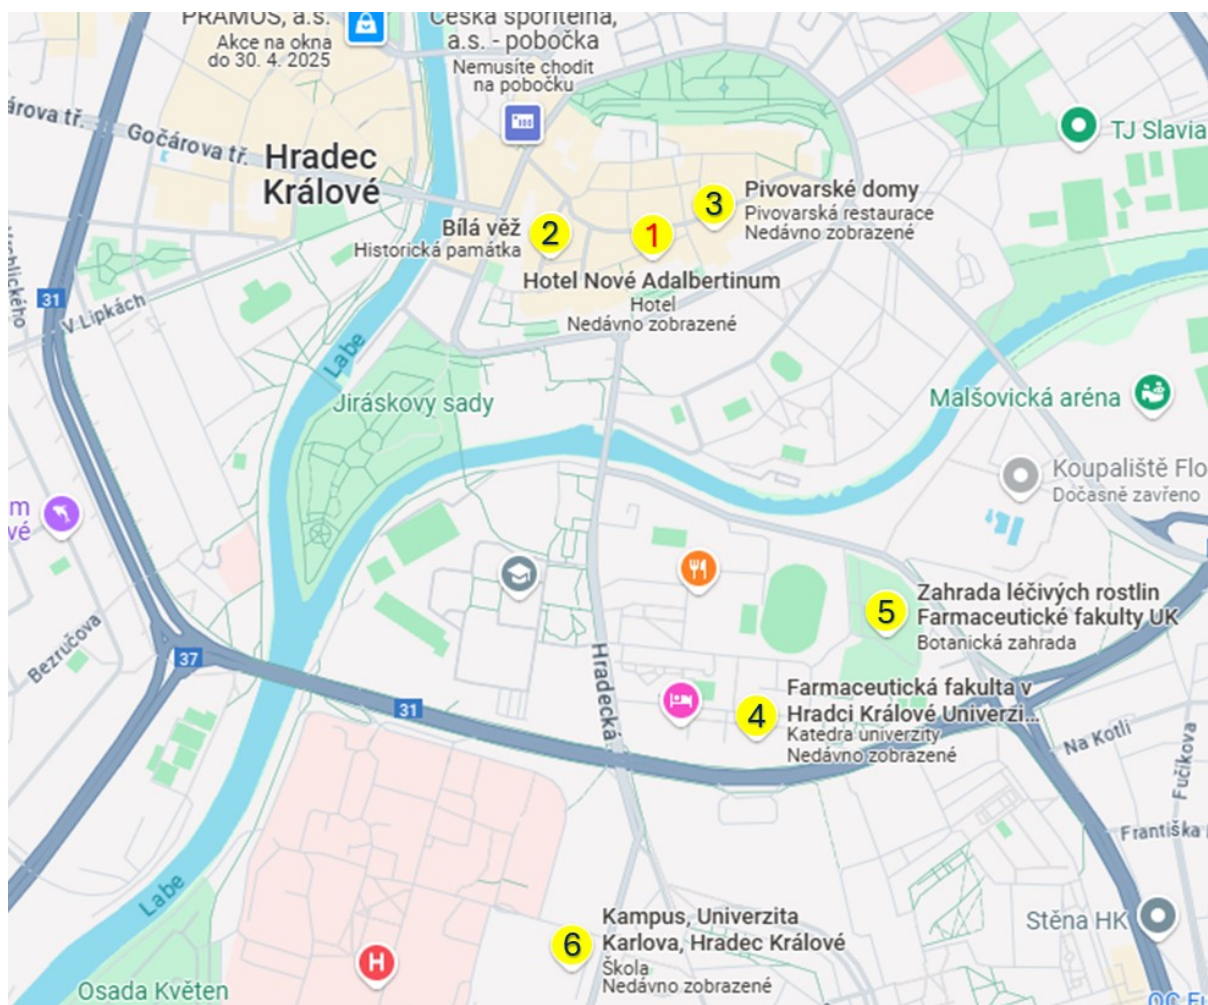 PRAMOS, a.s.
Akce na okna
do 30. 4. 2025
Česká spořitelna,
a.s. - pobočka
Nemusíte chodit
na pobočku
árova tř.
Gočárova tř.
Hradec
Králové
TJ Slavia
3
Pivovarské domy
Pivovarská restaurace
Nedávno zobrazené
Bílá věž
Historická památka
2
1
Hotel Nové Adalbertinum
Hotel
Nedávno zobrazené
31
V Lipkách
Labe
Jiráskovy sady
Malšovická aréna
Koupaliště Flo
Dočasně zavřeno
m
vé
5
Zahrada léčivých rostlin
Farmaceutické fakulty UK
Botanická zahrada
Bezručova
37
Hradecká
31
4
Farmaceutická fakulta v
Hradci Králové Univerzi...
Katedra univerzity
Nedávno zobrazené
Na Kotli
Fučíkova
Františka
Labe
6
Kampus, Univerzita
Karlova, Hradec Králové
Škola
Nedávno zobrazené
Stěna HK
H
Osada Květen